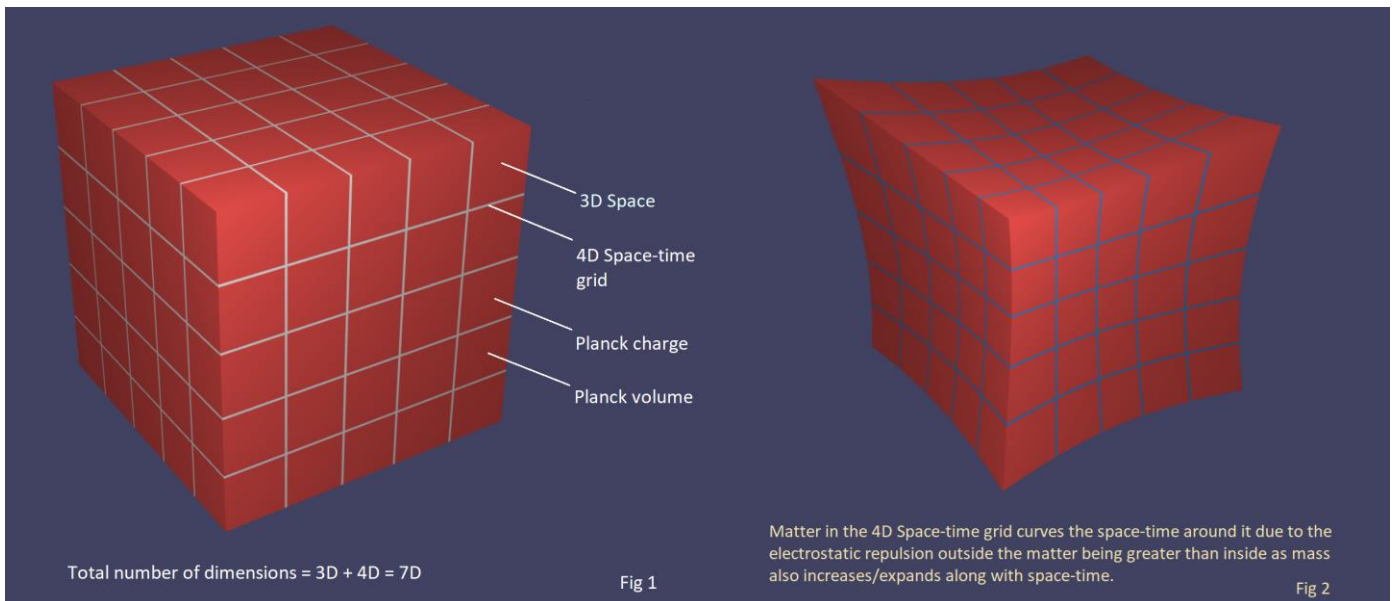 3D Space
4D Space-time
grid
Planck charge
Planck volume
Total number of dimensions = 3D + 4D = 7D
Fig 1
Matter in the 4D Space-time grid curves the space-time around it due to the
electrostatic repulsion outside the matter being greater than inside as mass
also increases/expands along with space-time.
Fig 2